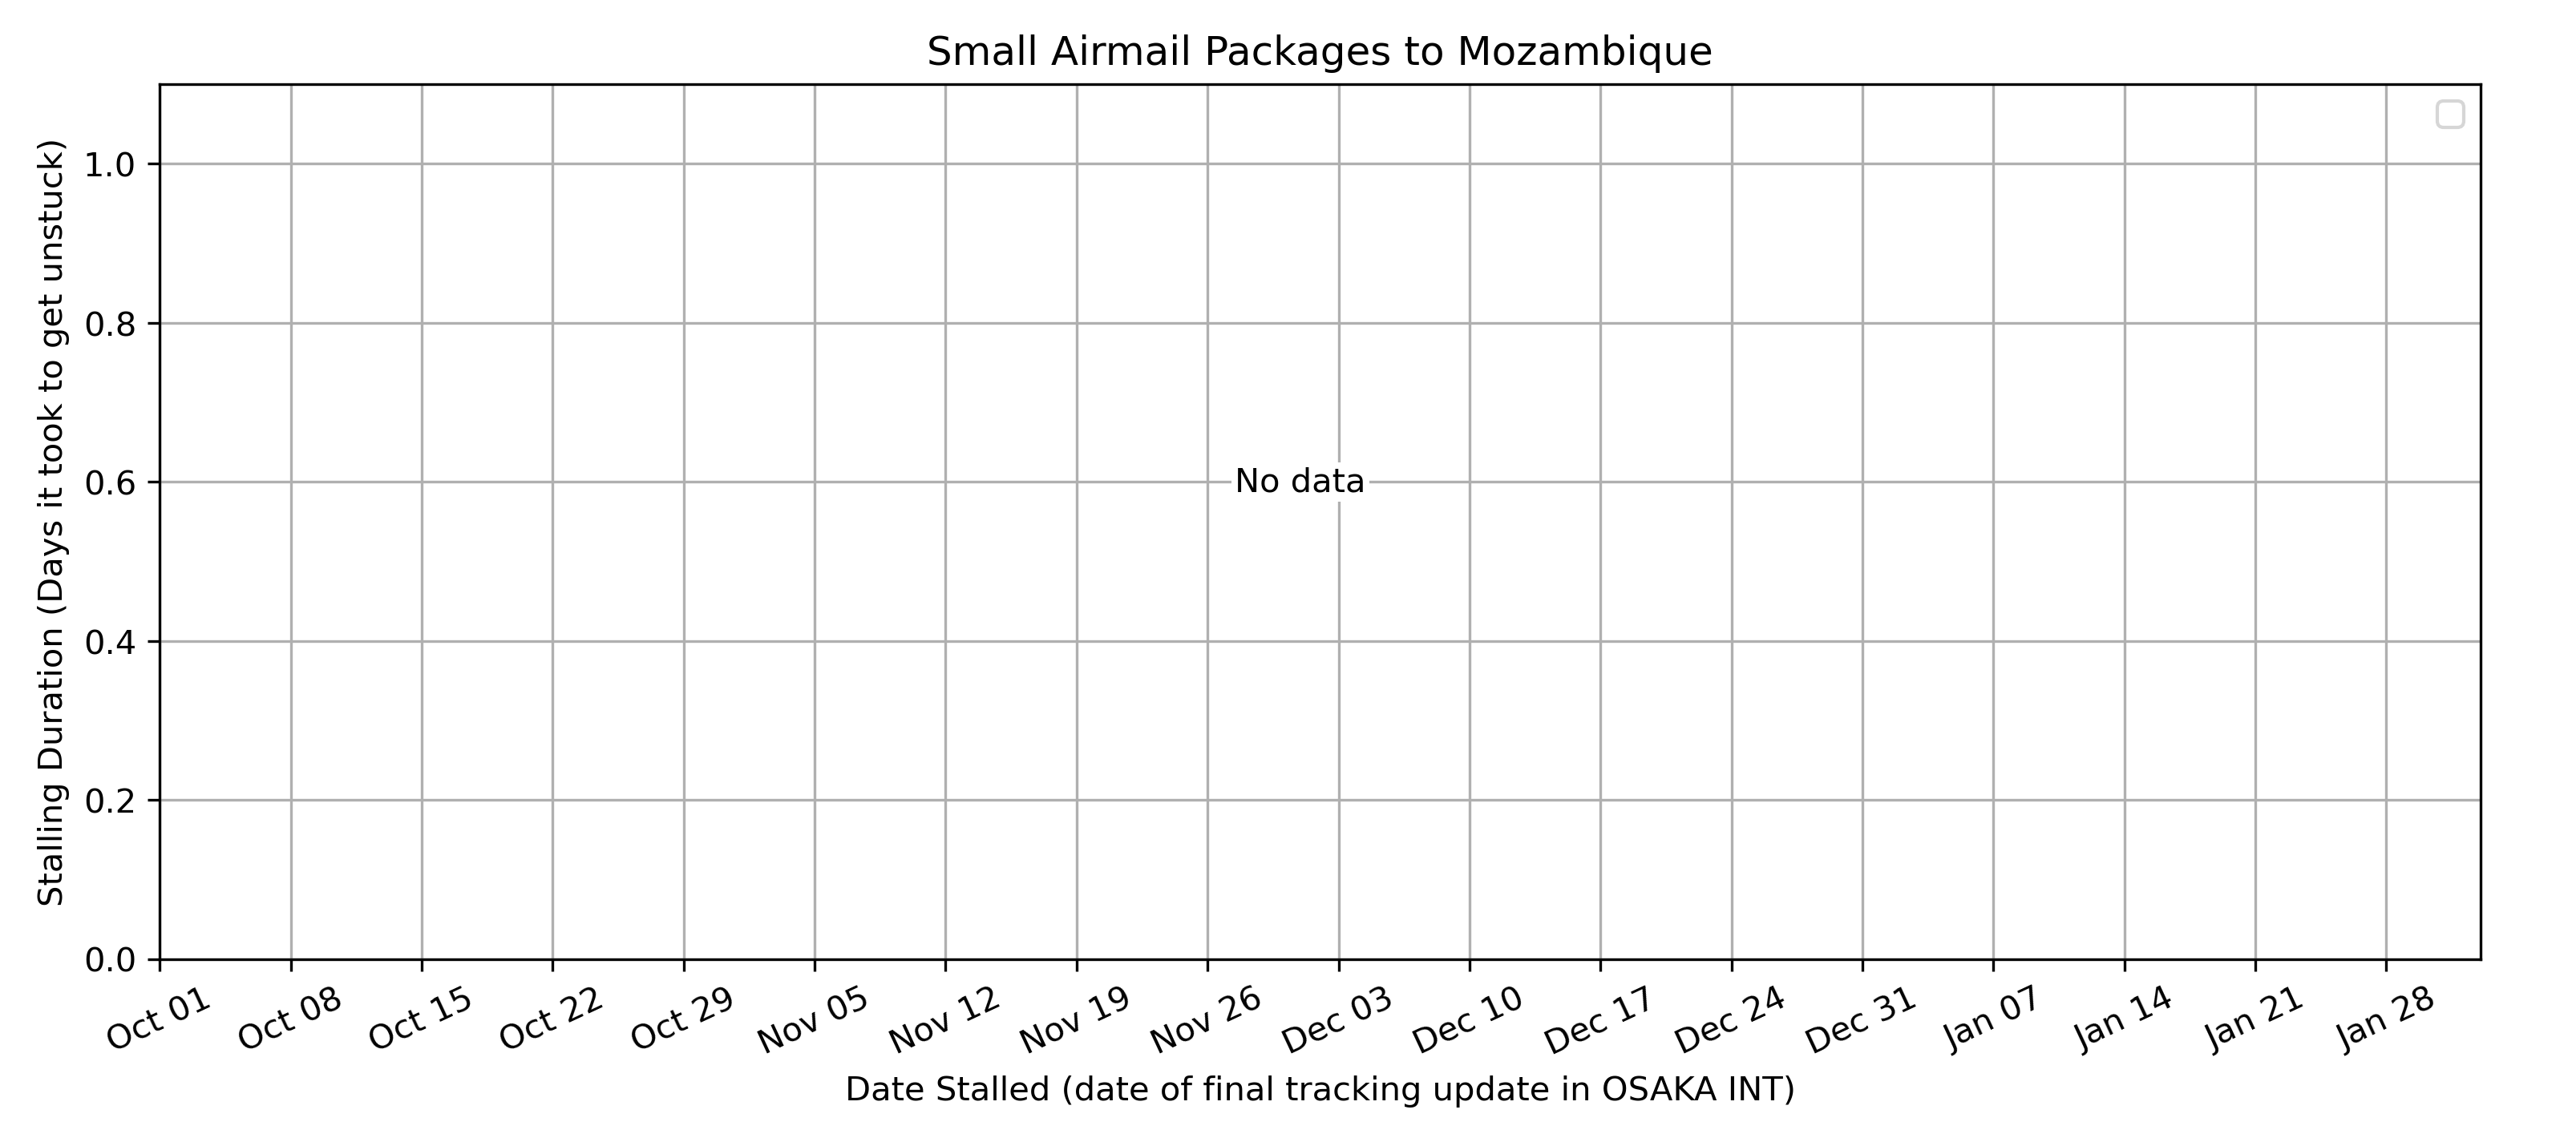 Small Airmail Packages to Mozambique
Stalling Duration (Days it took to get unstuck)
1.0
0.8
0.6
0.4
0.2
0.0
No data
Oct 01
Oct 08
Oct 15
Oct 22
Oct 29
Nov 05
Nov 12
Nov 19
Nov 26
Dec 03
Dec 10
Dec 17
Dec 24
Dec 31
Jan 07
Jan 14
Jan 21
Jan 28
Date Stalled (date of final tracking update in OSAKA INT)